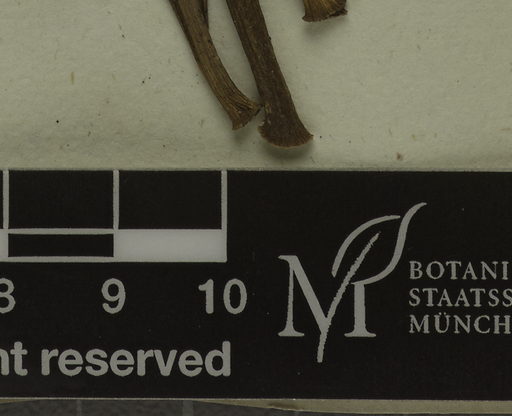 8 9 10
nt reserved
M
BOTANI
STAATSS
MÜNCH